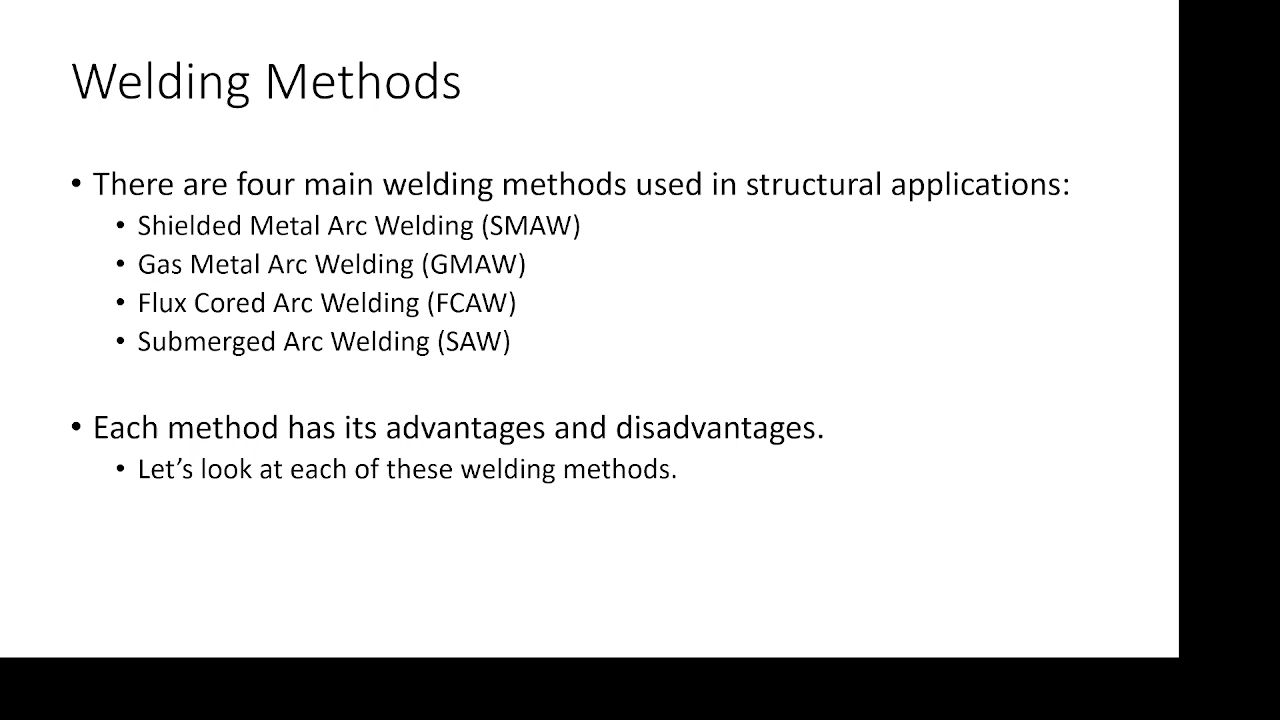 Welding Methods
• There are four main welding methods used in structural applications:
• Shielded Metal Arc Welding (SMAW)
• Gas Metal Arc Welding (GMAW)
• Flux Cored Arc Welding (FCAW)
• Submerged Arc Welding (SAW)
• Each method has its advantages and disadvantages.
• Let’s look at each of these welding methods.